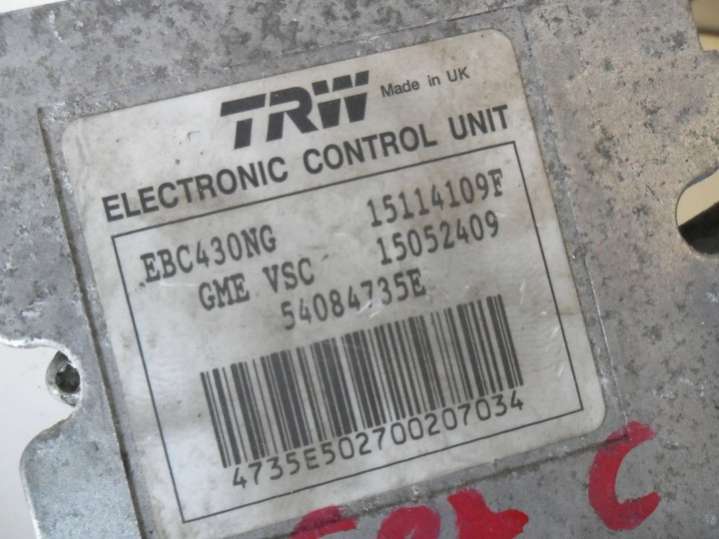 TRW Made in UK
ELECTRONIC CONTROL UNIT
EBC430NG 15114109F
GME VSC 15052409
54084735E
4735E502700207034
C